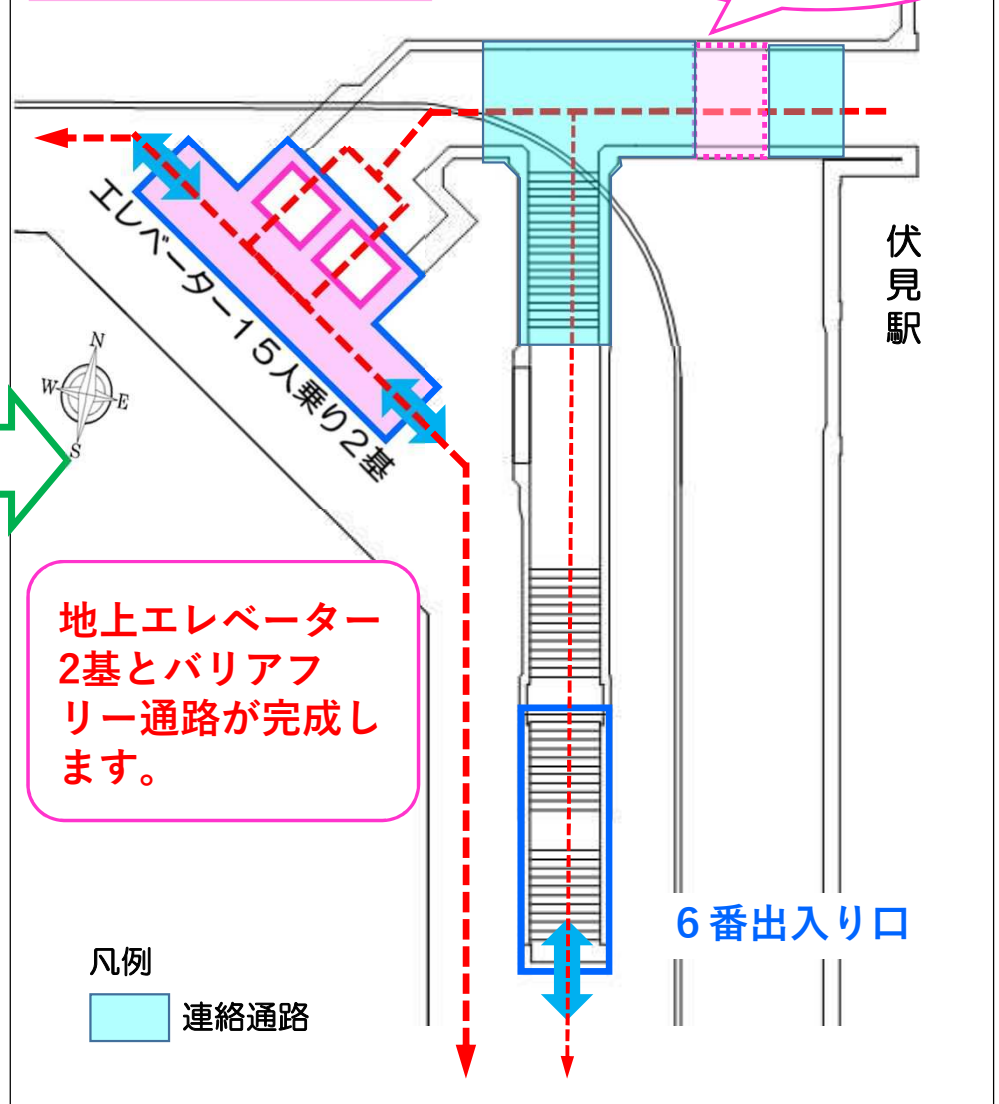 伏見駅
エレベーター15人乗り2基
N
W
E
S
地上エレベーター
2基とバリアフ
リー通路が完成し
ます。
6番出入り口
凡例
連絡通路